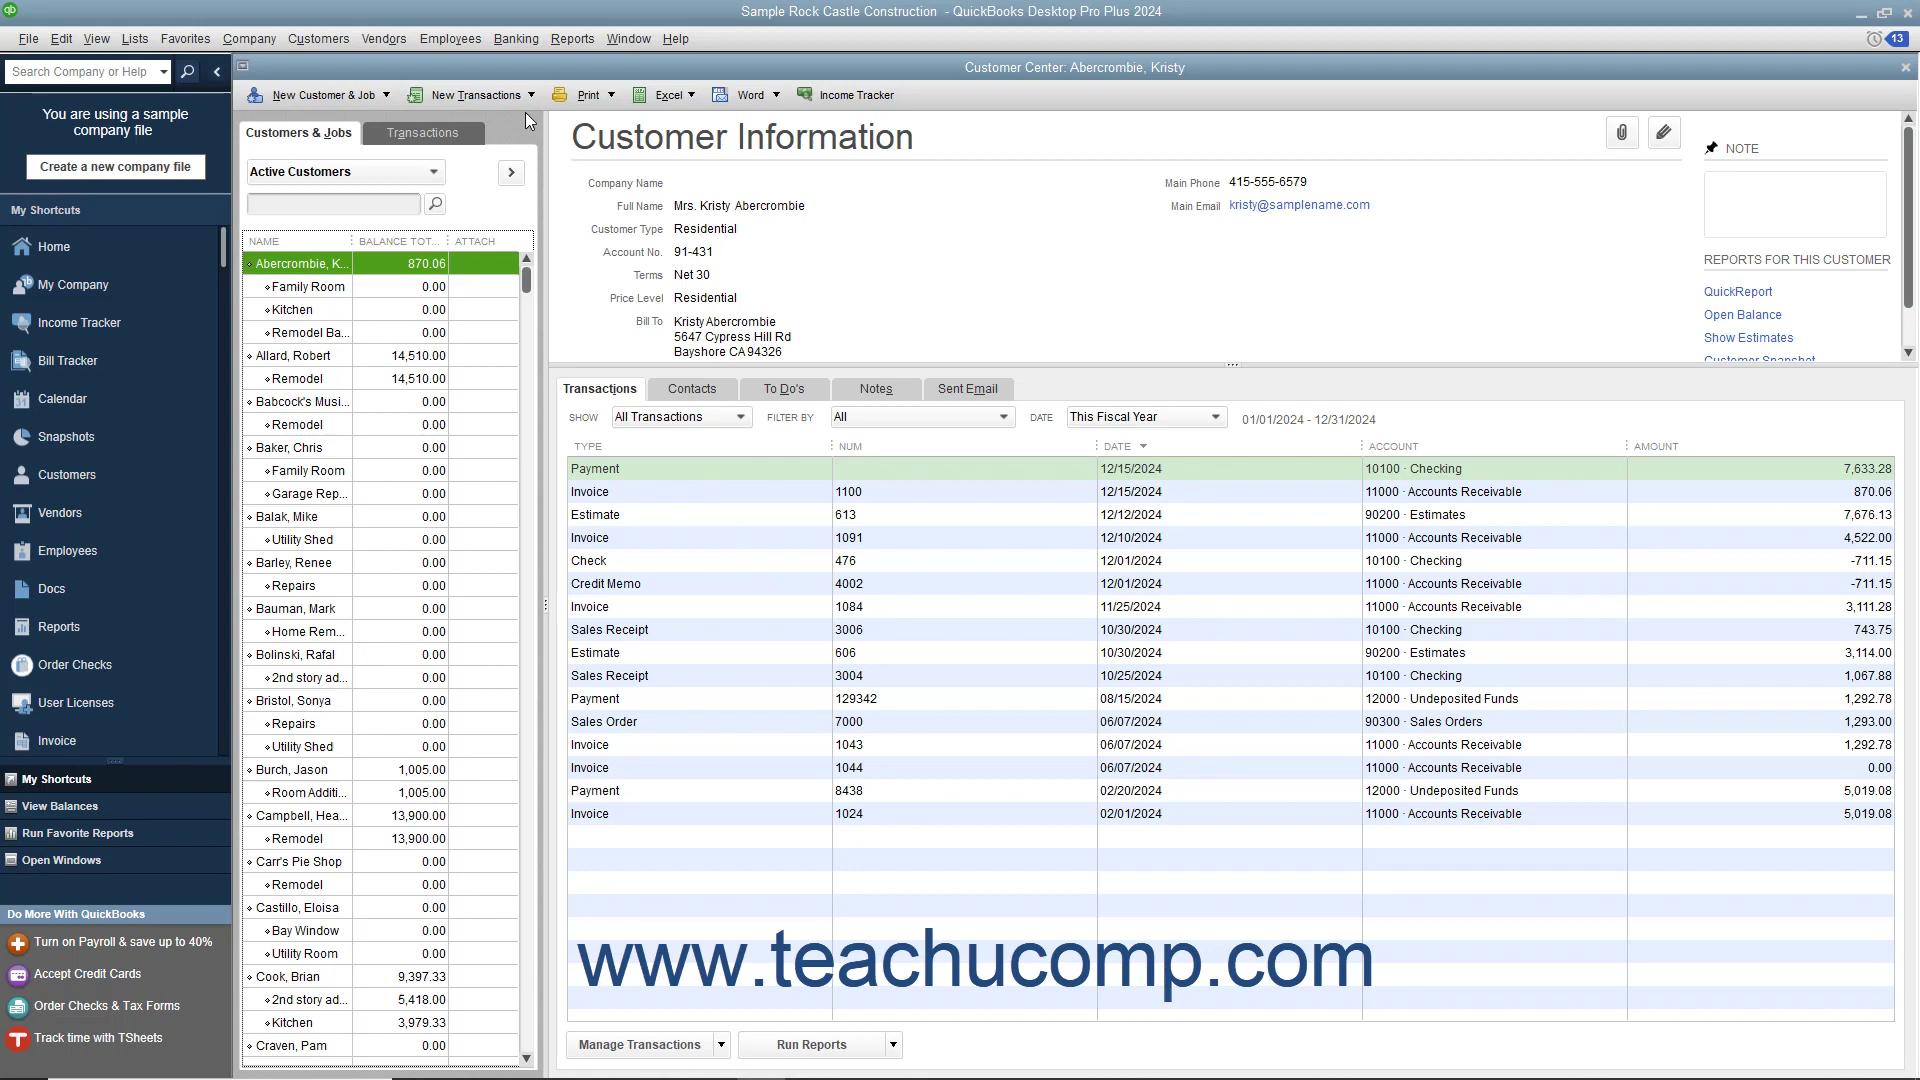 Sample Rock Castle Construction - QuickBooks Desktop Pro Plus 2024
File Edit View Lists Favorites Company Customers Vendors Employees Banking Reports Window Help
13
Search Company or Help
Customer Center: Abercrombie, Kristy
You are using a sample
company file
Create a new company file
My Shortcuts
Home
My Company
Income Tracker
Bill Tracker
Calendar
Snapshots
Customers
Vendors
Employees
Docs
Reports
Order Checks
User Licenses
Invoice
My Shortcuts
View Balances
Run Favorite Reports
Open Windows
Do More With QuickBooks
Turn on Payroll & save up to 40%
Accept Credit Cards
Order Checks & Tax Forms
Track time with TSheets
New Customer & Job New Transactions Print Excel Word Income Tracker
Customers & Jobs Transactions
Active Customers
NAME BALANCE TOT... ATTACH
Abercrombie, K... 870.06
Family Room 0.00
Kitchen 0.00
Remodel Ba... 0.00
Allard, Robert 14,510.00
Remodel 14,510.00
Babcock's Musi... 0.00
Remodel 0.00
Baker, Chris 0.00
Family Room 0.00
Garage Rep... 0.00
Balak, Mike 0.00
Utility Shed 0.00
Barley, Renee 0.00
Repairs 0.00
Bauman, Mark 0.00
Home Rem... 0.00
Bolinski, Rafal 0.00
2nd story ad... 0.00
Bristol, Sonya 0.00
Repairs 0.00
Utility Shed 0.00
Burch, Jason 1,005.00
Room Additi... 1,005.00
Campbell, Hea... 13,900.00
Remodel 13,900.00
Carr's Pie Shop 0.00
Remodel 0.00
Castillo, Eloisa 0.00
Bay Window 0.00
Utility Room 0.00
Cook, Brian 9,397.33
2nd story ad... 5,418.00
Kitchen 3,979.33
Craven, Pam 0.00
Customer Information
Company Name
Full Name Mrs. Kristy Abercrombie
Customer Type Residential
Account No. 91-431
Terms Net 30
Price Level Residential
Bill To Kristy Abercrombie
5647 Cypress Hill Rd
Bayshore CA 94326
Main Phone 415-555-6579
Main Email kristy@samplename.com
NOTE
REPORTS FOR THIS CUSTOMER
QuickReport
Open Balance
Show Estimates
Customer Snapshot
Transactions Contacts To Do's Notes Sent Email
SHOW All Transactions FILTER BY All DATE This Fiscal Year 01/01/2024 - 12/31/2024
TYPE NUM DATE ACCOUNT AMOUNT
Payment 12/15/2024 10100 · Checking 7,633.28
Invoice 1100 12/15/2024 11000 · Accounts Receivable 870.06
Estimate 613 12/12/2024 90200 · Estimates 7,676.13
Invoice 1091 12/10/2024 11000 · Accounts Receivable 4,522.00
Check 476 12/01/2024 10100 · Checking -711.15
Credit Memo 4002 12/01/2024 11000 · Accounts Receivable -711.15
Invoice 1084 11/25/2024 11000 · Accounts Receivable 3,111.28
Sales Receipt 3006 10/30/2024 10100 · Checking 743.75
Estimate 606 10/30/2024 90200 · Estimates 3,114.00
Sales Receipt 3004 10/25/2024 10100 · Checking 1,067.88
Payment 129342 08/15/2024 12000 · Undeposited Funds 1,292.78
Sales Order 7000 06/07/2024 90300 · Sales Orders 1,293.00
Invoice 1043 06/07/2024 11000 · Accounts Receivable 1,292.78
Invoice 1044 06/07/2024 11000 · Accounts Receivable 0.00
Payment 8438 02/20/2024 12000 · Undeposited Funds 5,019.08
Invoice 1024 02/01/2024 11000 · Accounts Receivable 5,019.08
www.teachucomp.com
Manage Transactions Run Reports